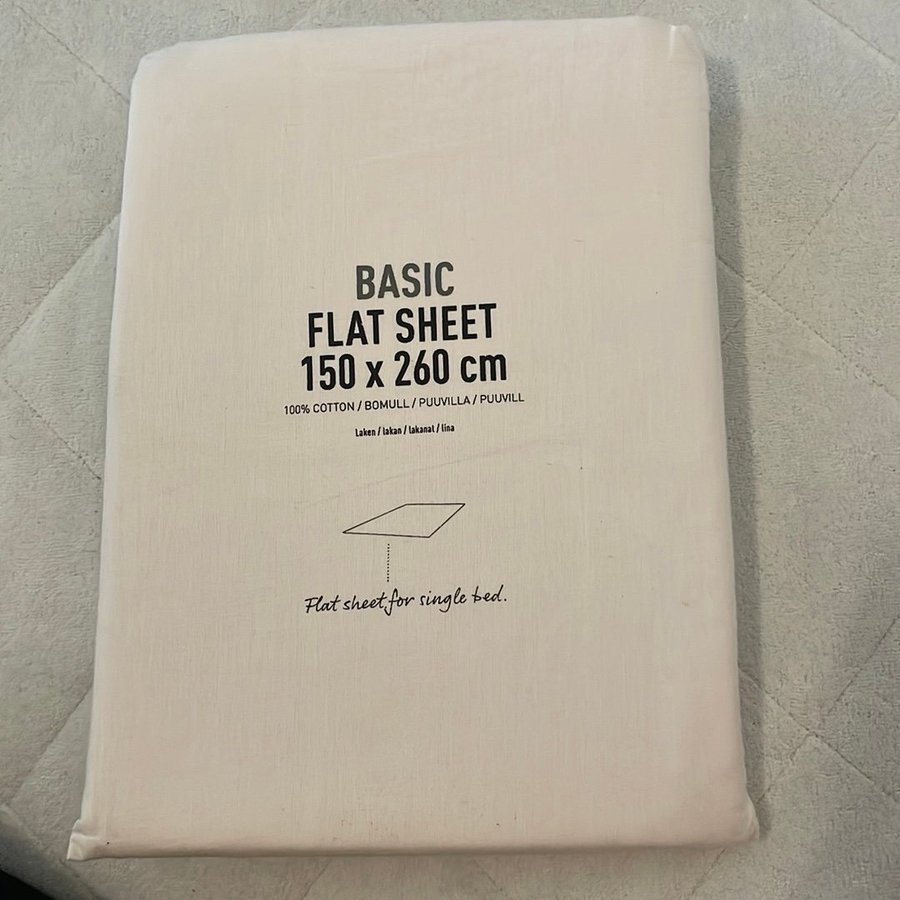 BASIC
FLAT SHEET
150 x 260 cm
100% COTTON / BOMULL / PUUVILLA / PUUVILL
Laken / lakan / lakanat / lina
Flat sheet for single bed.